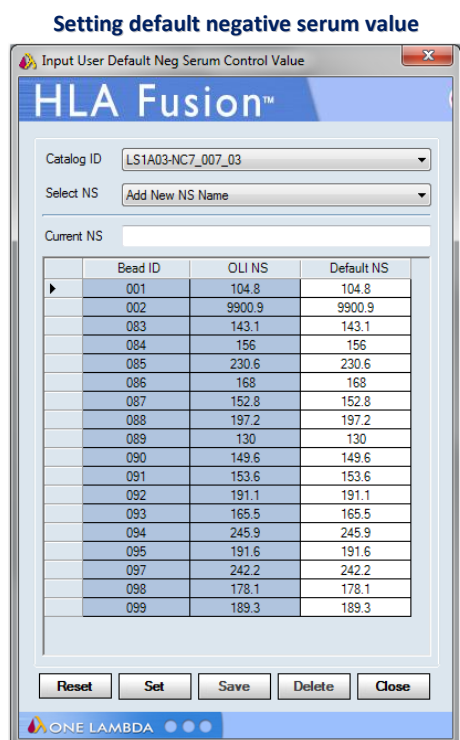 Setting default negative serum value
Input User Default Neg Serum Control Value
HLA Fusion™
Catalog ID LS1A03-NC7_007_03
Select NS Add New NS Name
Current NS
Bead ID OLI NS Default NS
001 104.8 104.8
002 9900.9 9900.9
083 143.1 143.1
084 156 156
085 230.6 230.6
086 168 168
087 152.8 152.8
088 197.2 197.2
089 130 130
090 149.6 149.6
091 153.6 153.6
092 191.1 191.1
093 165.5 165.5
094 245.9 245.9
095 191.6 191.6
097 242.2 242.2
098 178.1 178.1
099 189.3 189.3
Reset Set Save Delete Close
ONE LAMBDA